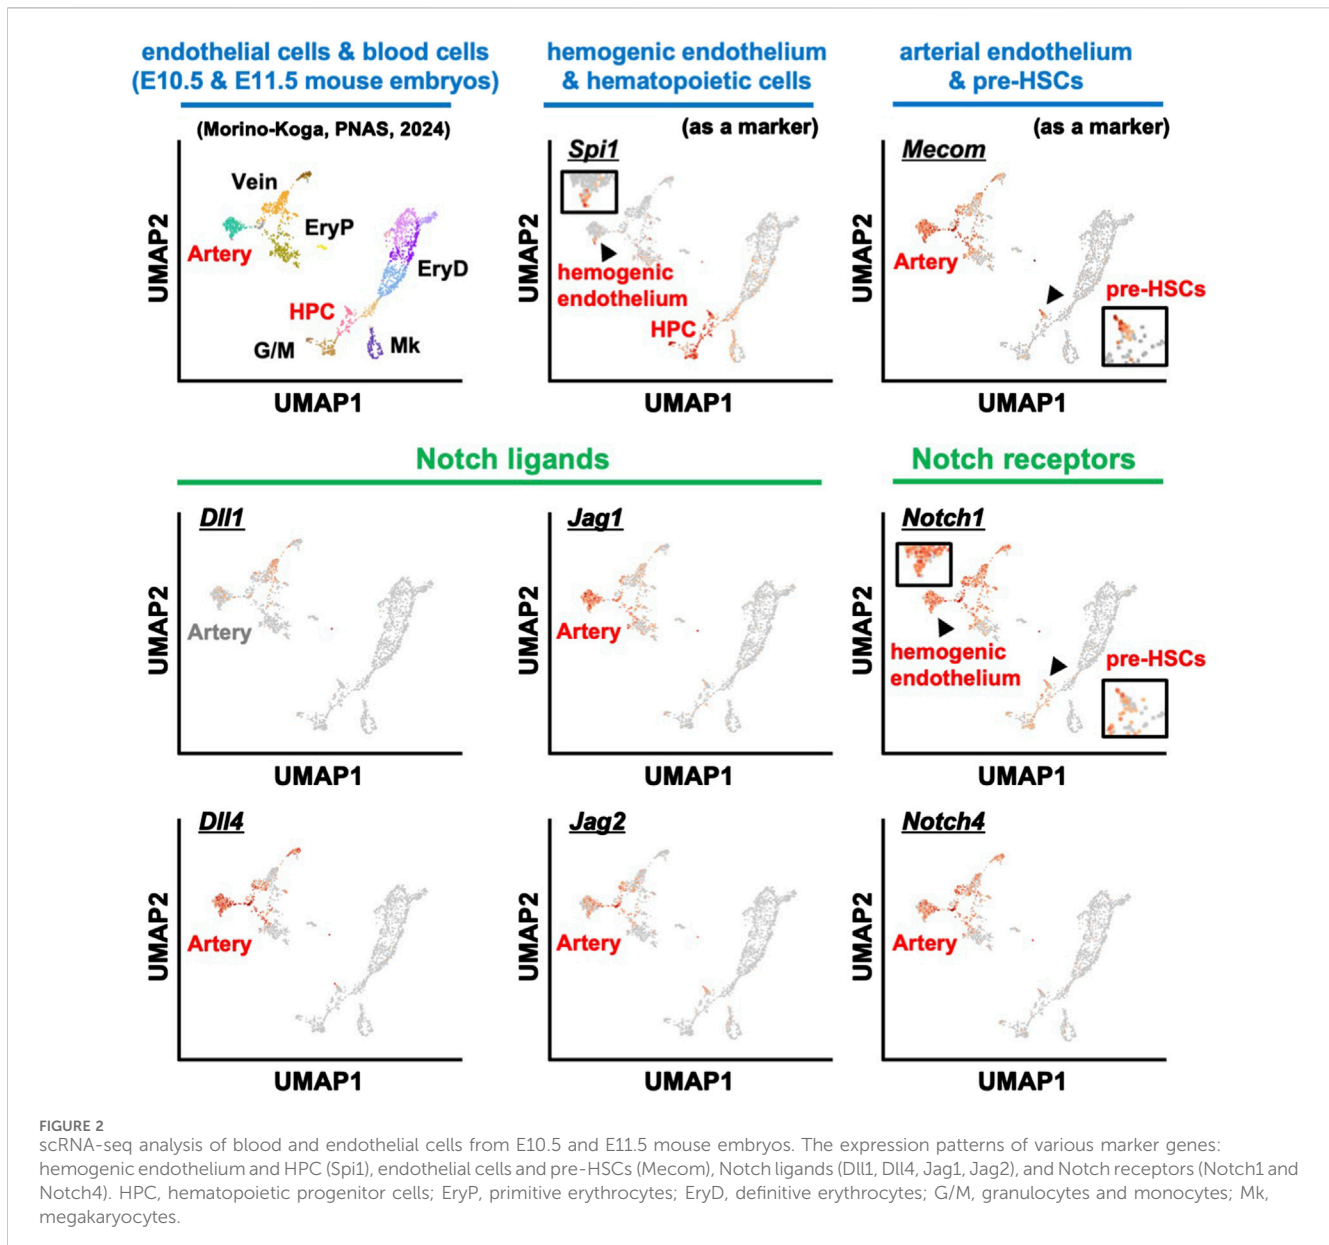 endothelial cells & blood cells
(E10.5 & E11.5 mouse embryos)
(Morino-Koga, PNAS, 2024)
Vein
EryP
Artery
EryD
HPC
G/M
Mk
UMAP2
UMAP1
hemogenic endothelium
& hematopoietic cells
(as a marker)
Spi1
hemogenic
endothelium
HPC
UMAP2
UMAP1
arterial endothelium
& pre-HSCs
(as a marker)
Mecom
Artery
pre-HSCs
UMAP2
UMAP1
Notch ligands
Notch receptors
Dll1
Artery
UMAP2
UMAP1
Jag1
Artery
UMAP2
UMAP1
Notch1
hemogenic
endothelium
pre-HSCs
UMAP2
UMAP1
Dll4
Artery
UMAP2
UMAP1
Jag2
Artery
UMAP2
UMAP1
Notch4
Artery
UMAP2
UMAP1
FIGURE 2
scRNA-seq analysis of blood and endothelial cells from E10.5 and E11.5 mouse embryos. The expression patterns of various marker genes:
hemogenic endothelium and HPC (Spi1), endothelial cells and pre-HSCs (Mecom), Notch ligands (Dll1, Dll4, Jag1, Jag2), and Notch receptors (Notch1 and
Notch4). HPC, hematopoietic progenitor cells; EryP, primitive erythrocytes; EryD, definitive erythrocytes; G/M, granulocytes and monocytes; Mk,
megakaryocytes.